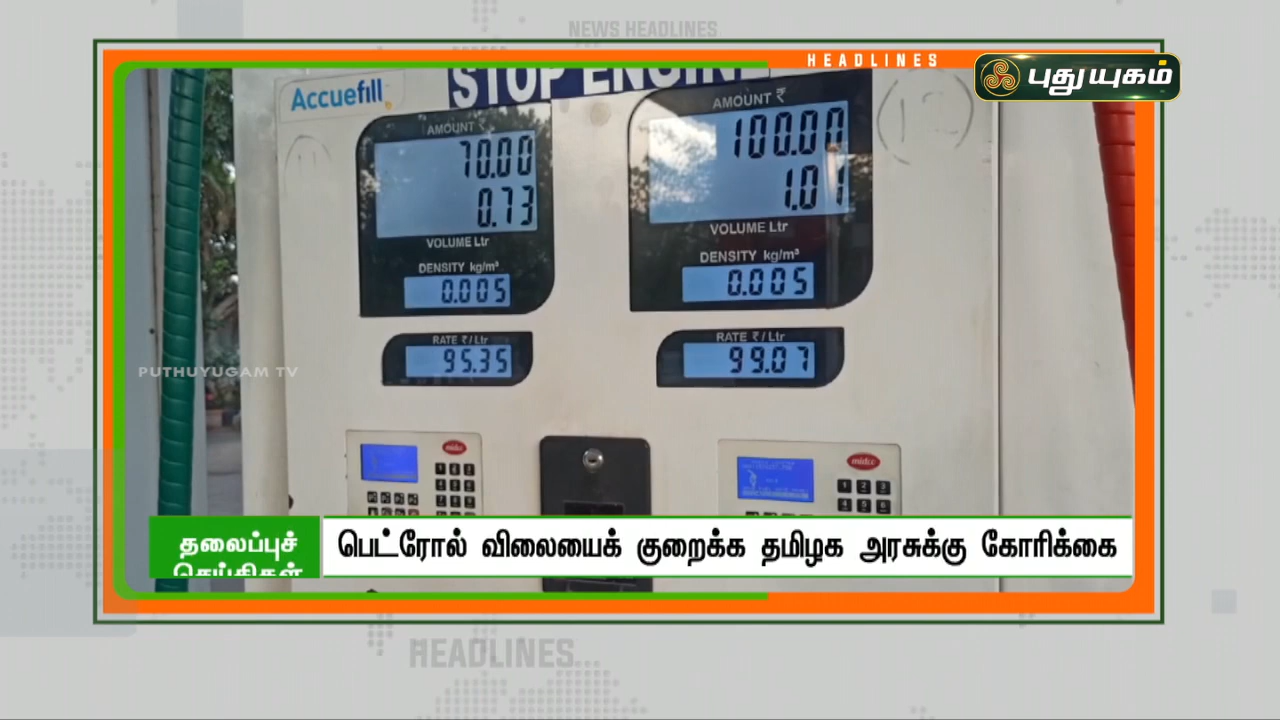 NEWS HEADLINES
HEADLINES
புதுயுகம்
STOP ENGINE
Accuefill
AMOUNT ₹
70.00
0.73
VOLUME Ltr
DENSITY kg/m³
0.005
RATE ₹/Ltr
95.35
AMOUNT ₹
100.00
1.01
VOLUME Ltr
DENSITY kg/m³
0.005
RATE ₹/Ltr
99.07
PUTHUYUGAM TV
midco
midco
தலைப்புச்
செய்திகள்
பெட்ரோல் விலையைக் குறைக்க தமிழக அரசுக்கு கோரிக்கை
HEADLINES